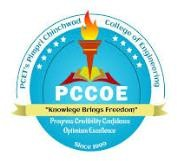 PCET's Pimpri Chinchwad College of Engineering
PCCOE
"Knowlege Brings Freedom"
Progress Credibility Confidence
Optimism Excellence
Since 1999